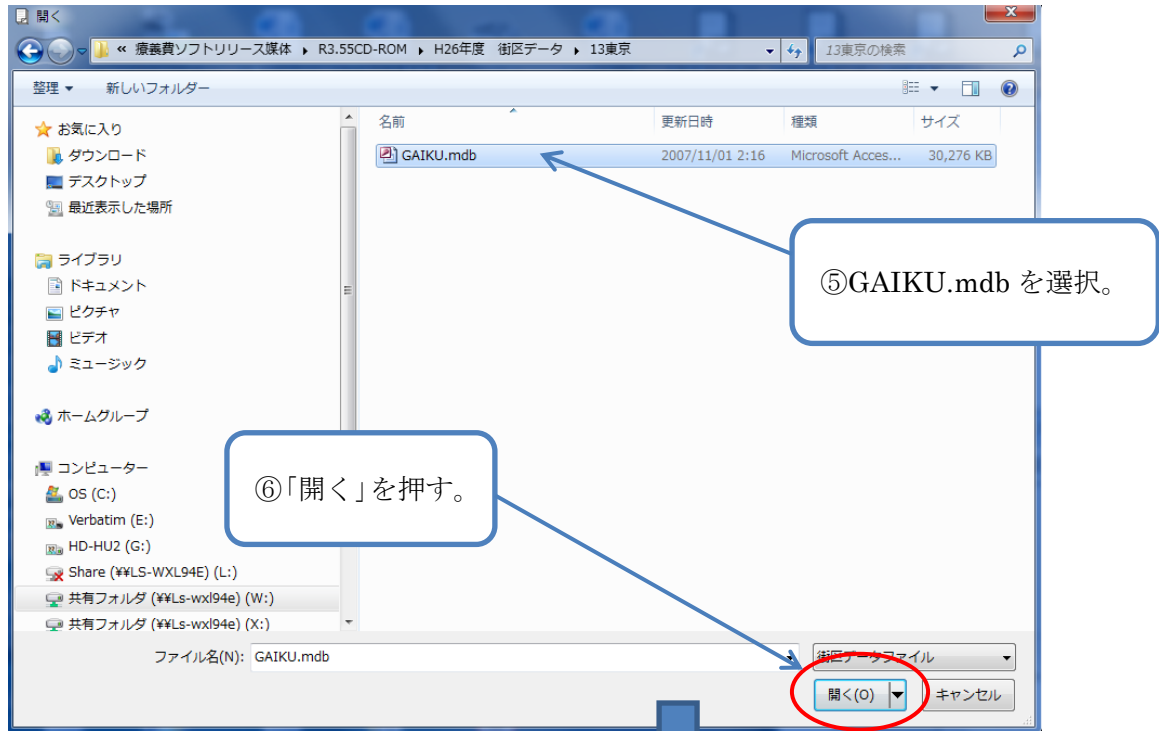 開く
« 療義費ソフトリリース媒体 ▸ R3.55CD-ROM ▸ H26年度 街区データ ▸ 13東京
13東京の検索
整理 ▼ 新しいフォルダー
お気に入り
ダウンロード
デスクトップ
最近表示した場所
ライブラリ
ドキュメント
ピクチャ
ビデオ
ミュージック
ホームグループ
コンピューター
OS (C:)
Verbatim (E:)
HD-HU2 (G:)
Share (¥¥LS-WXL94E) (L:)
共有フォルダ (¥¥Ls-wxl94e) (W:)
共有フォルダ (¥¥Ls-wxl94e) (X:)
名前 更新日時 種類 サイズ
GAIKU.mdb 2007/11/01 2:16 Microsoft Acces... 30,276 KB
⑤GAIKU.mdb を選択。
⑥「開く」を押す。
ファイル名(N): GAIKU.mdb
街区データファイル
開く(O) キャンセル